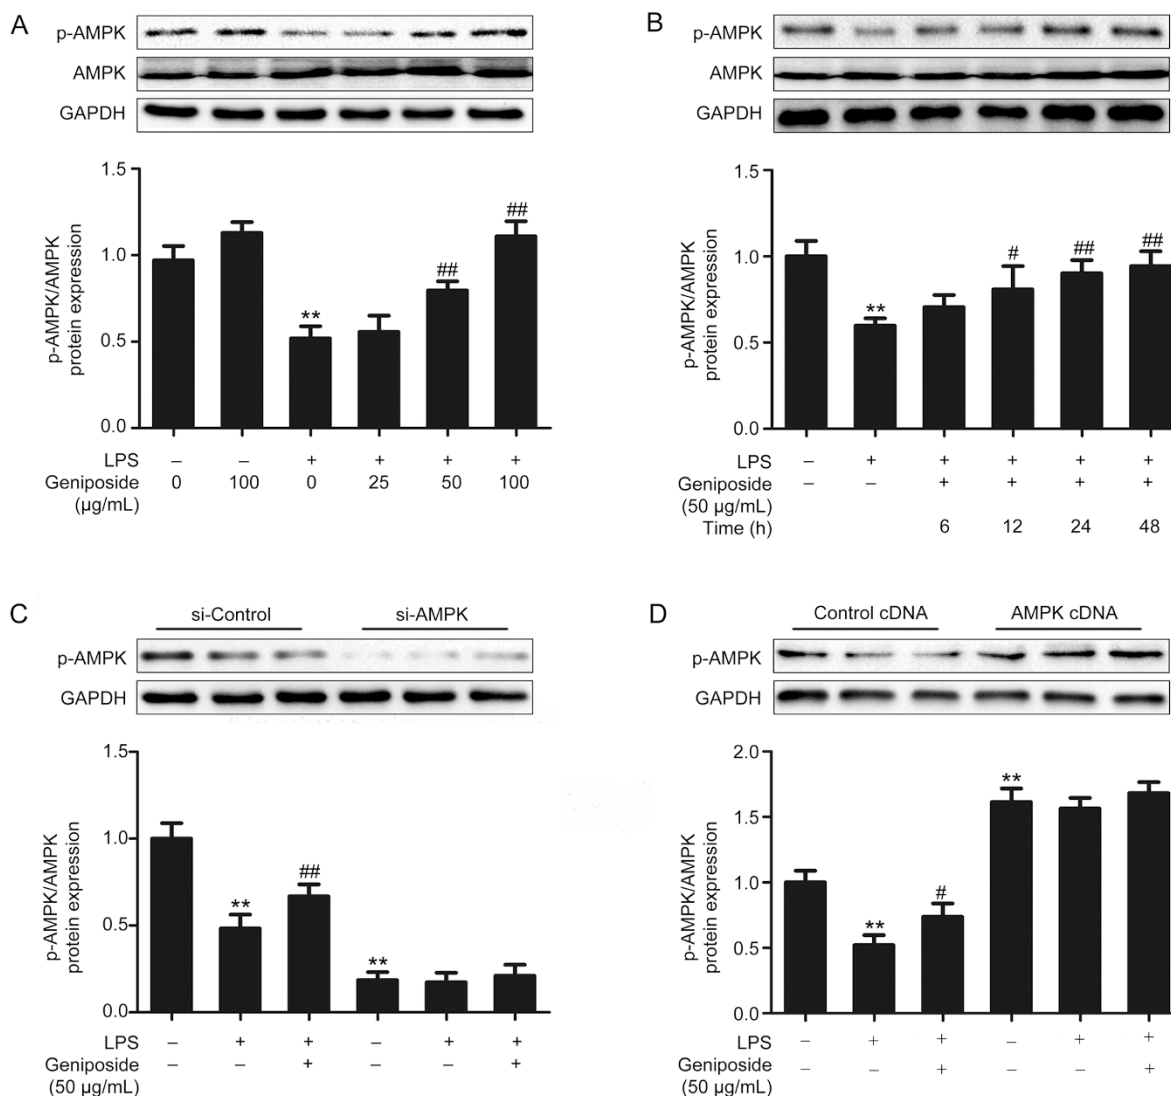 A
p-AMPK
AMPK
GAPDH
p-AMPK/AMPK
protein expression
1.5
1.0
0.5
0.0
**
##
##
LPS – – + + + +
Geniposide 0 100 0 25 50 100
(µg/mL)
B
p-AMPK
AMPK
GAPDH
p-AMPK/AMPK
protein expression
1.5
1.0
0.5
0.0
**
#
##
##
LPS – + + + + +
Geniposide – – + + + +
(50 µg/mL)
Time (h) 6 12 24 48
C
si-Control si-AMPK
p-AMPK
GAPDH
p-AMPK/AMPK
protein expression
1.5
1.0
0.5
0.0
**
##
**
LPS – + + – + +
Geniposide – – + – – +
(50 µg/mL)
D
Control cDNA AMPK cDNA
p-AMPK
GAPDH
p-AMPK/AMPK
protein expression
2.0
1.5
1.0
0.5
0.0
**
#
**
LPS – + + – + +
Geniposide – – + – – +
(50 µg/mL)